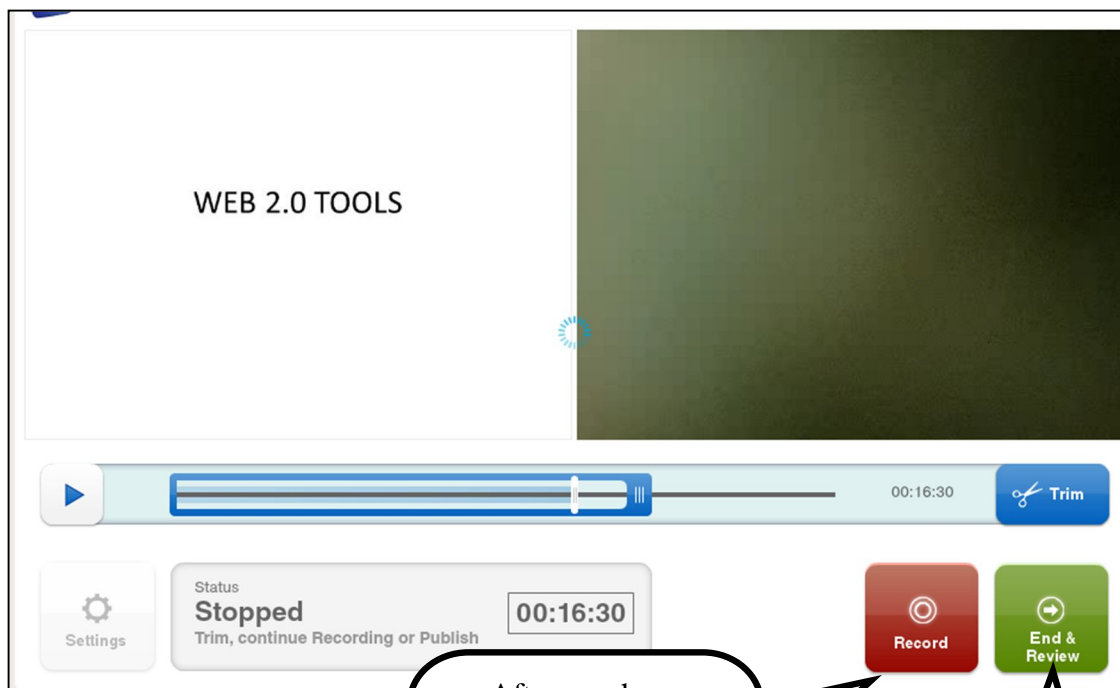 WEB 2.0 TOOLS
00:16:30
Trim
Settings
Status
Stopped
Trim, continue Recording or Publish
00:16:30
Record
End &
Review